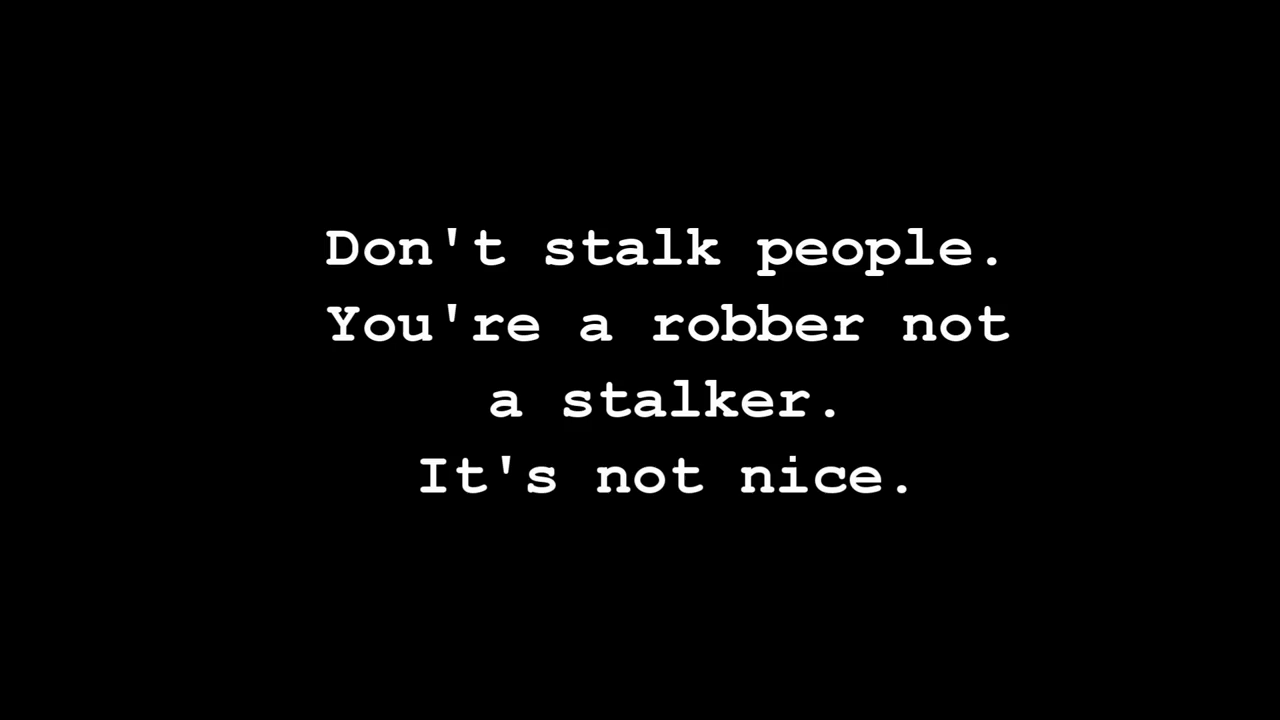 Don't stalk people.
You're a robber not
a stalker.
It's not nice.